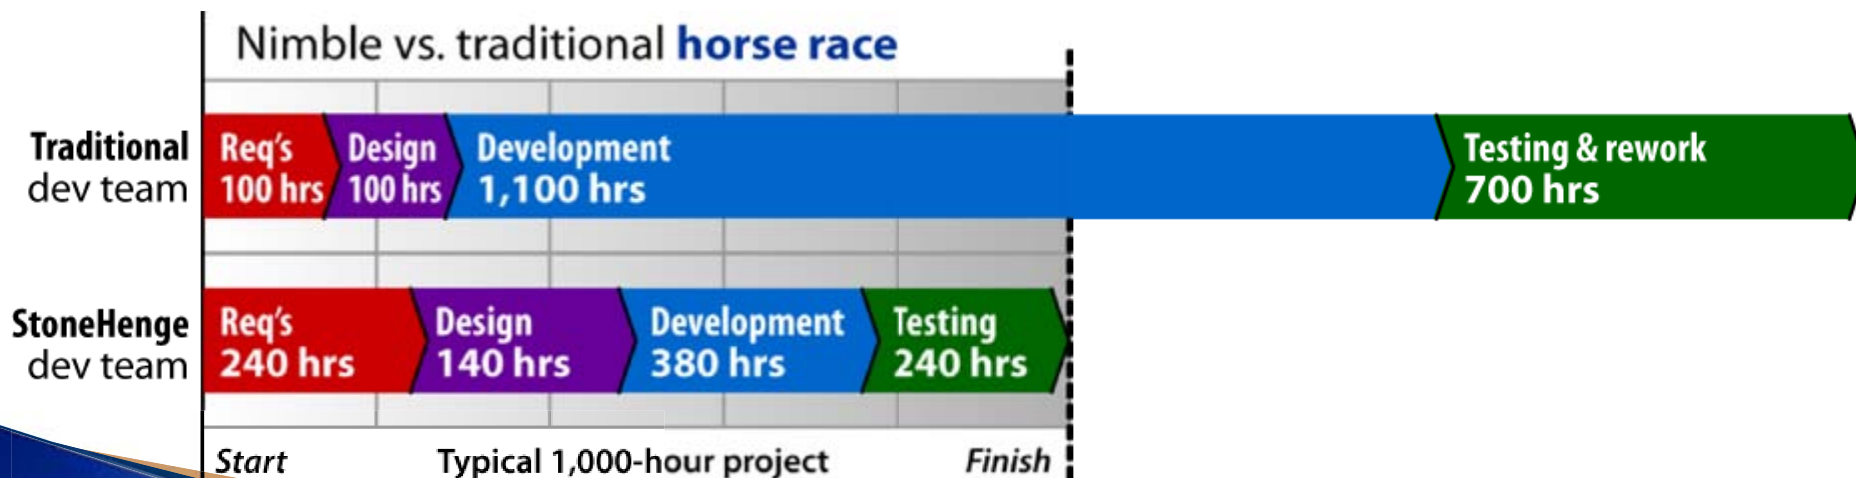 Nimble vs. traditional horse race
Traditional
dev team
Req's
100 hrs
Design
100 hrs
Development
1,100 hrs
Testing & rework
700 hrs
StoneHenge
dev team
Req's
240 hrs
Design
140 hrs
Development
380 hrs
Testing
240 hrs
Start
Typical 1,000-hour project
Finish